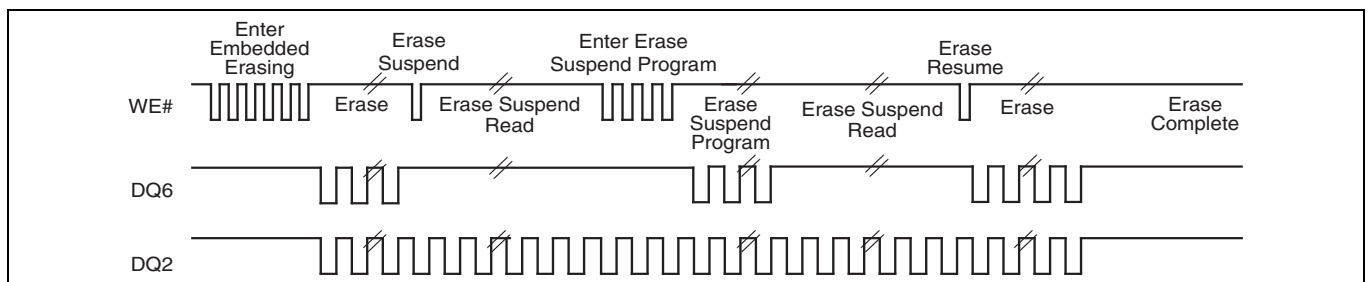 Enter
Embedded
Erasing
Erase
Suspend
Enter Erase
Suspend Program
Erase
Resume
WE#
Erase
Erase Suspend
Read
Erase
Suspend
Program
Erase Suspend
Read
Erase
Erase
Complete
DQ6
DQ2